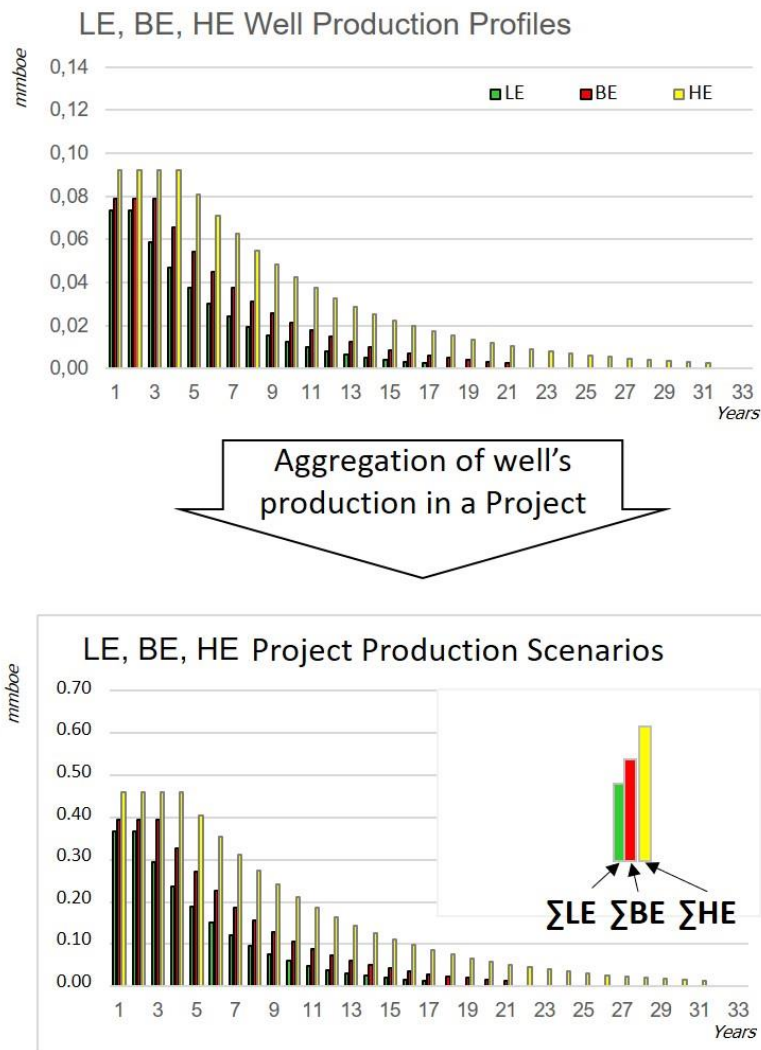 LE, BE, HE Well Production Profiles
mmboe
0,14
0,12
0,10
0,08
0,06
0,04
0,02
0,00
LE BE HE
1 3 5 7 9 11 13 15 17 19 21 23 25 27 29 31 33
Years
Aggregation of well's
production in a Project
LE, BE, HE Project Production Scenarios
mmboe
0.70
0.60
0.50
0.40
0.30
0.20
0.10
0.00
∑LE ∑BE ∑HE
1 3 5 7 9 11 13 15 17 19 21 23 25 27 29 31 33
Years